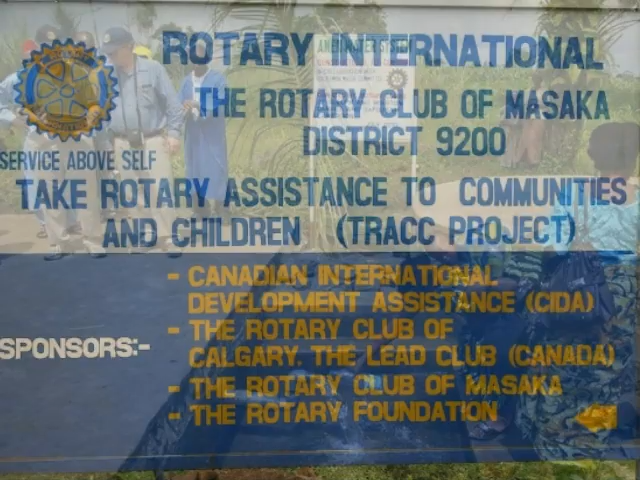 ROTARY INTERNATIONAL
THE ROTARY CLUB OF MASAKA
DISTRICT 9200
SERVICE ABOVE SELF
TAKE ROTARY ASSISTANCE TO COMMUNITIES
AND CHILDREN (TRACC PROJECT)
SPONSORS:-
- CANADIAN INTERNATIONAL
DEVELOPMENT ASSISTANCE (CIDA)
- THE ROTARY CLUB OF
CALGARY, THE LEAD CLUB (CANADA)
- THE ROTARY CLUB OF MASAKA
- THE ROTARY FOUNDATION